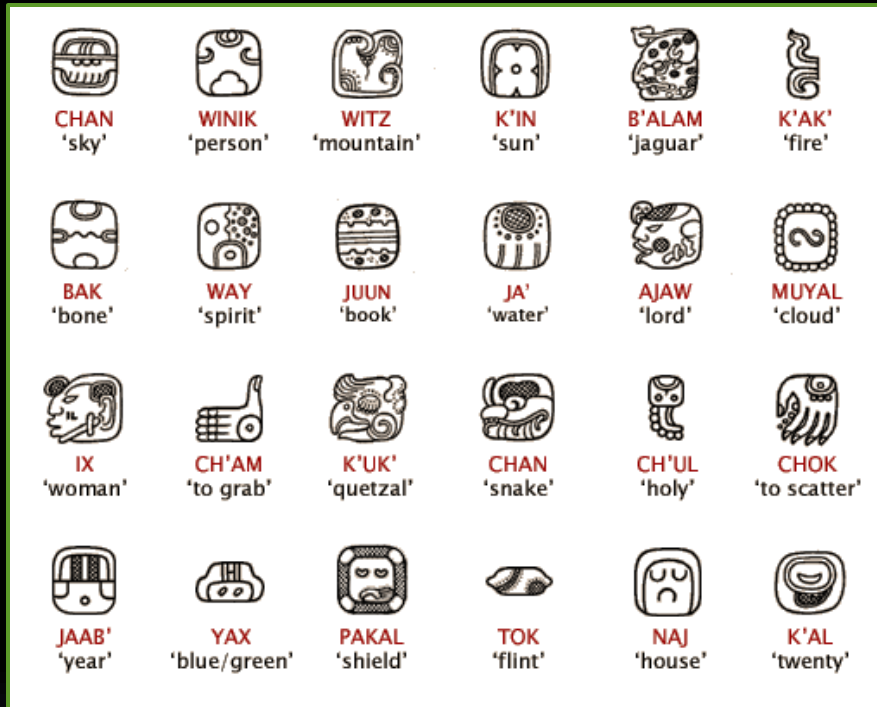 CHAN WINIK WITZ K'IN B'ALAM K'AK'
‘sky’ ‘person’ ‘mountain’ ‘sun’ ‘jaguar’ ‘fire’
BAK WAY JUUN JA’ AJAW MUYAL
‘bone’ ‘spirit’ ‘book’ ‘water’ ‘lord’ ‘cloud’
IX CH’AM K’UK’ CHAN CH’UL CHOK
‘woman’ ‘to grab’ ‘quetzal’ ‘snake’ ‘holy’ ‘to scatter’
JAAB’ YAX PAKAL TOK NAJ K’AL
‘year’ ‘blue/green’ ‘shield’ ‘flint’ ‘house’ ‘twenty’